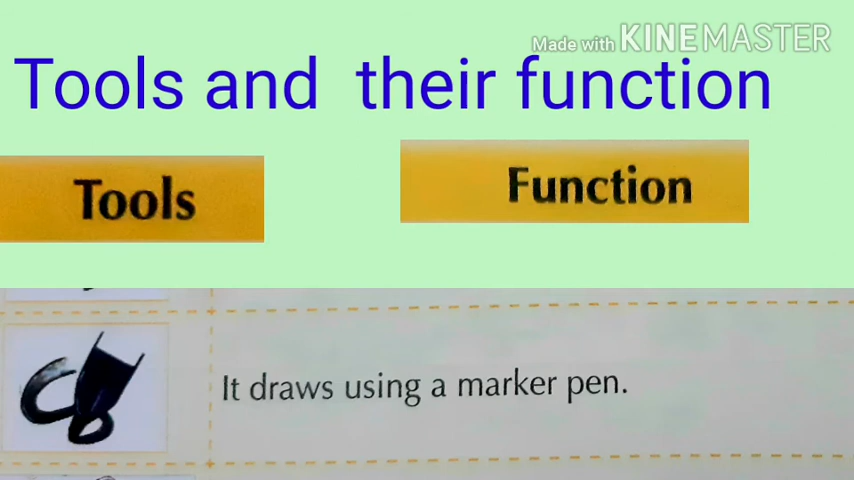 Made with KINEMASTER
Tools and their function
Tools
Function
It draws using a marker pen.